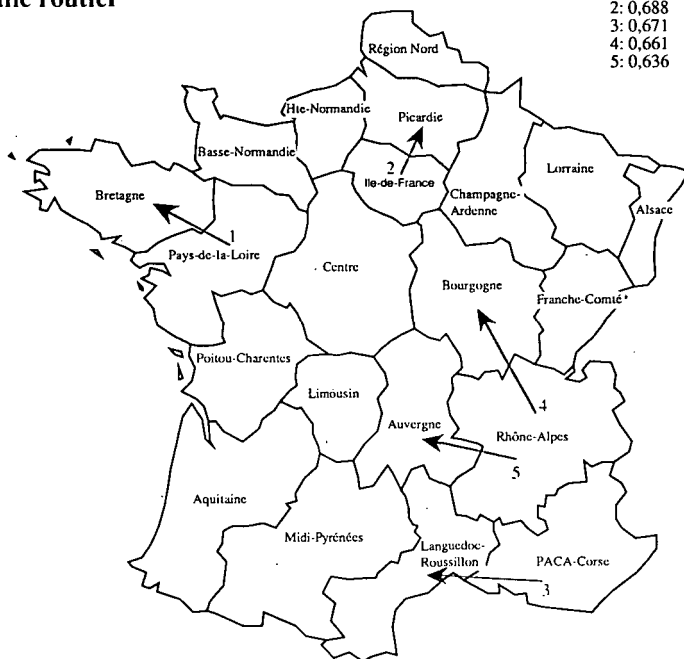 routier
2: 0,688
3: 0,671
4: 0,661
5: 0,636
Région Nord
Hte-Normandie
Picardie
Basse-Normandie
2
Ile-de-France
Lorraine
Bretagne
Champagne-
Ardenne
Alsace
1
Pays-de-la-Loire
Centre
Bourgogne
Franche-Comté
Poitou-Charentes
Limousin
4
Auvergne
Rhône-Alpes
5
Aquitaine
Midi-Pyrénées
Languedoc-
Roussillon
PACA-Corse
3